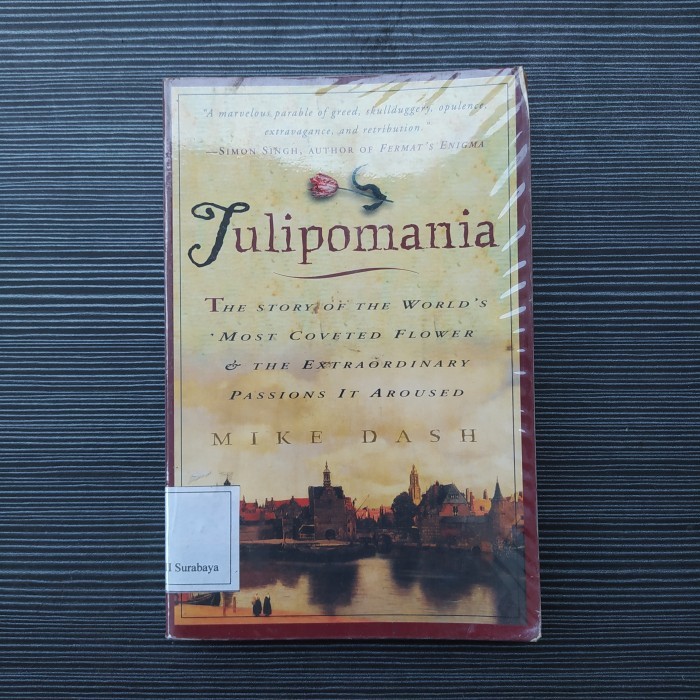 "A marvelous parable of greed, skullduggery, opulence,
extravagance, and retribution."
—SIMON SINGH, AUTHOR OF FERMAT'S ENIGMA
Tulipomania
THE STORY OF THE WORLD'S
MOST COVETED FLOWER
& THE EXTRAORDINARY
PASSIONS IT AROUSED
MIKE DASH
I Surabaya